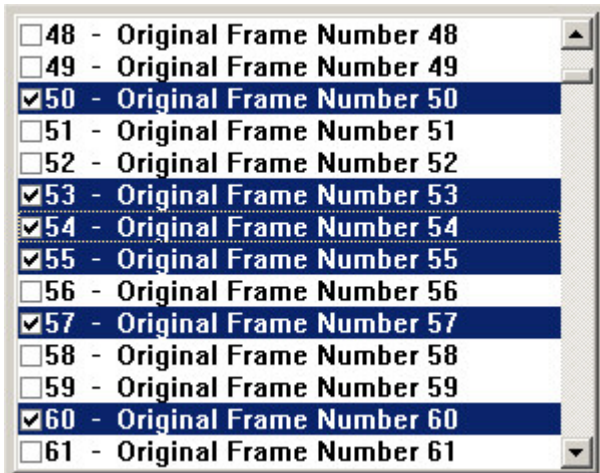 48 - Original Frame Number 48
49 - Original Frame Number 49
50 - Original Frame Number 50
51 - Original Frame Number 51
52 - Original Frame Number 52
53 - Original Frame Number 53
54 - Original Frame Number 54
55 - Original Frame Number 55
56 - Original Frame Number 56
57 - Original Frame Number 57
58 - Original Frame Number 58
59 - Original Frame Number 59
60 - Original Frame Number 60
61 - Original Frame Number 61